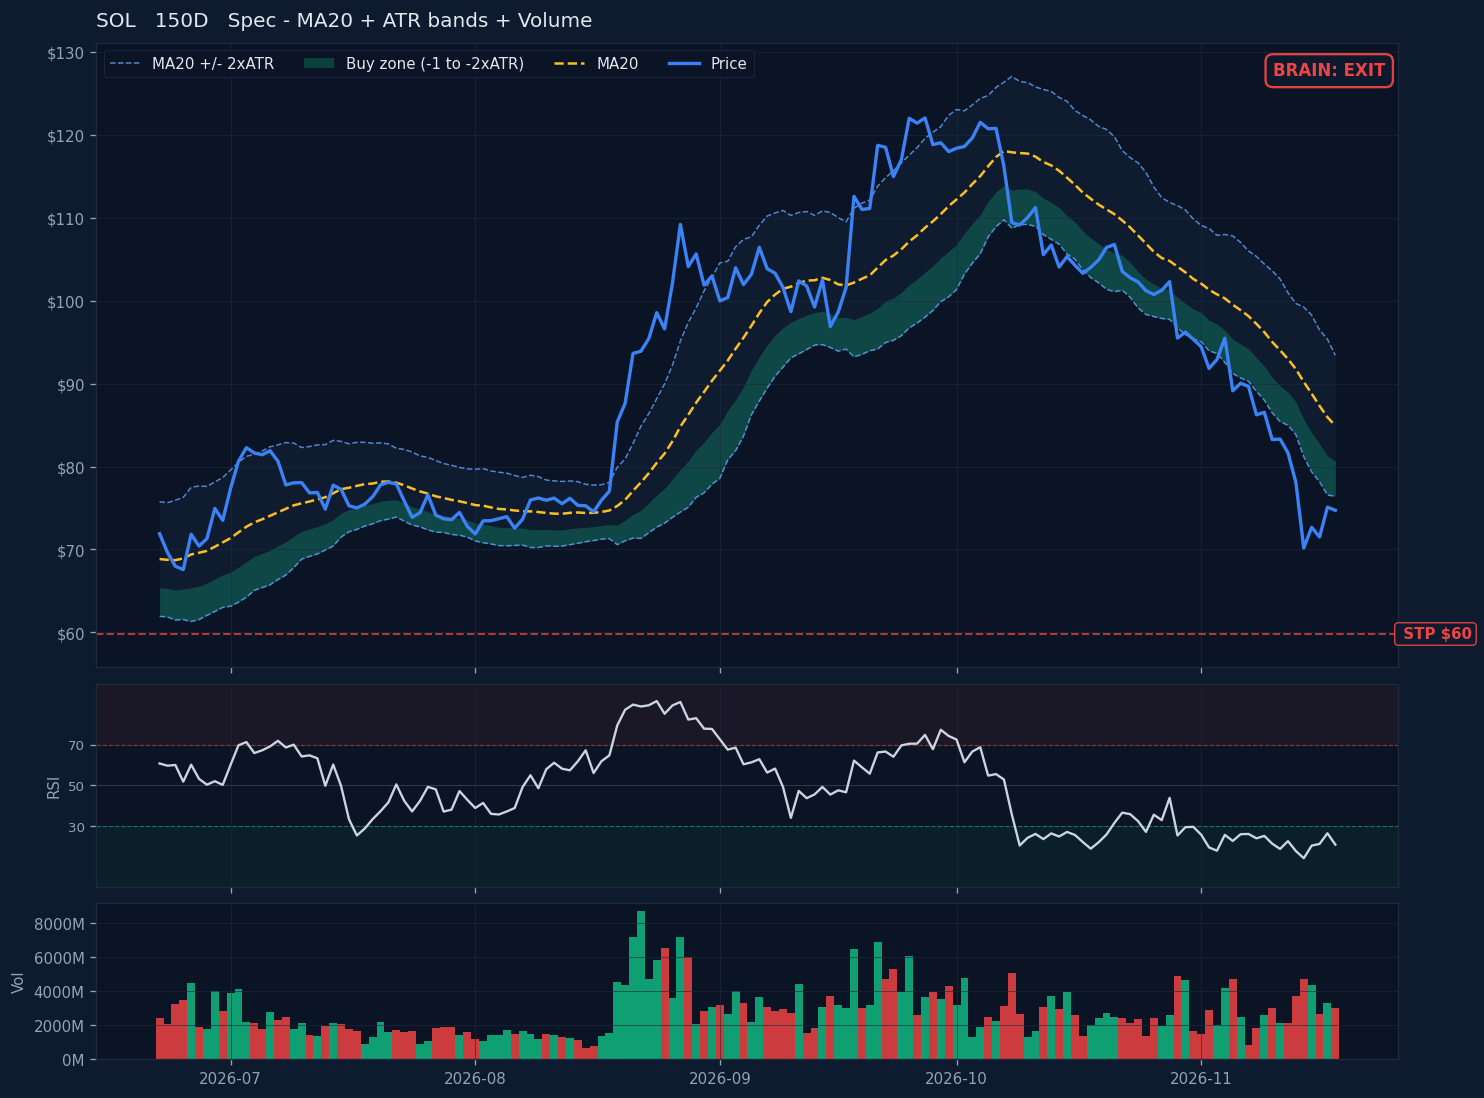 SOL   150D   Spec - MA20 + ATR bands + Volume
MA20 +/- 2xATR
Buy zone (-1 to -2xATR)
MA20
Price
BRAIN: EXIT
$130
$120
$110
$100
$90
$80
$70
$60
STP $60
70
50
30
RSI
8000M
6000M
4000M
2000M
0M
Vol
2026-07
2026-08
2026-09
2026-10
2026-11